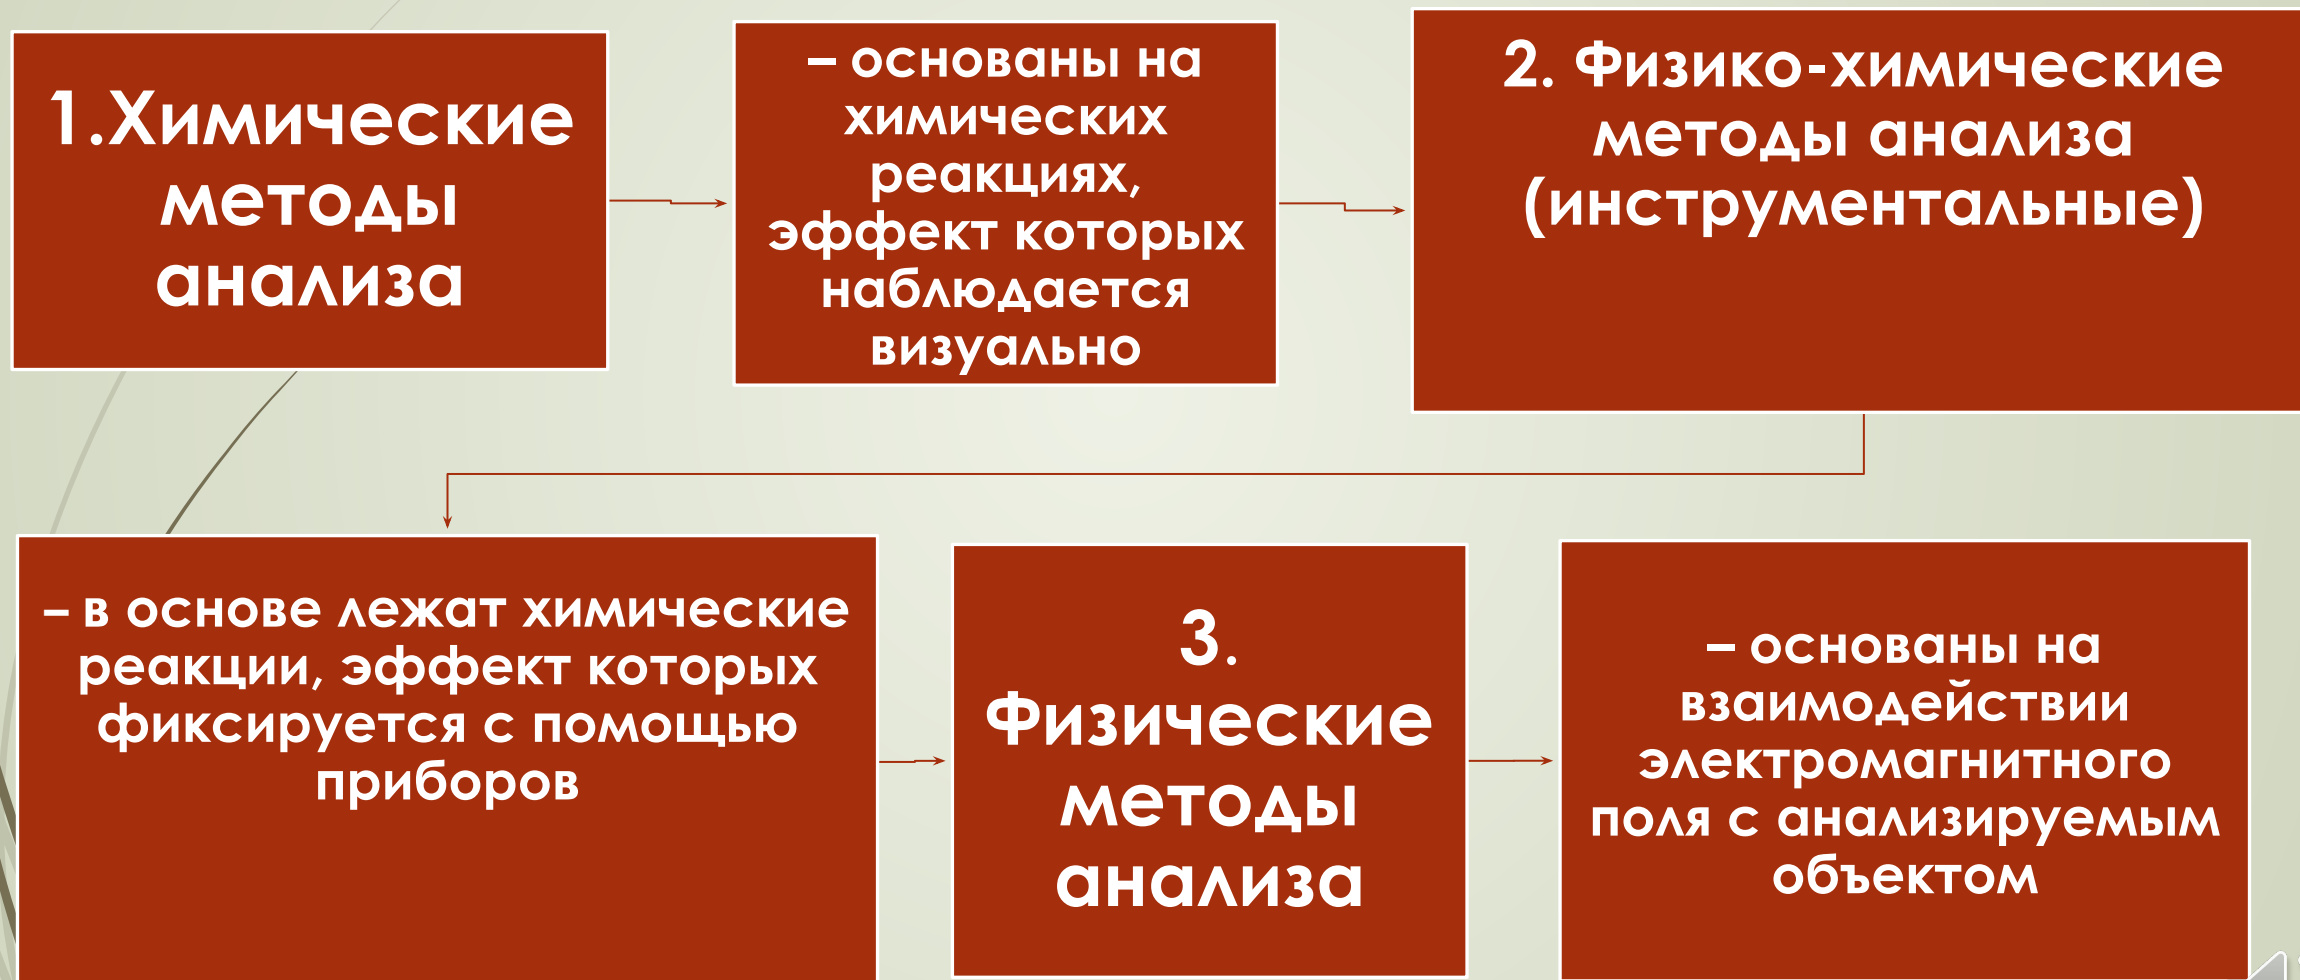 1.Химические
методы
анализа
– основаны на
химических
реакциях,
эффект которых
наблюдается
визуально
2. Физико-химические
методы анализа
(инструментальные)
– в основе лежат химические
реакции, эффект которых
фиксируется с помощью
приборов
3.
Физические
методы
анализа
– основаны на
взаимодействии
электромагнитного
поля с анализируемым
объектом